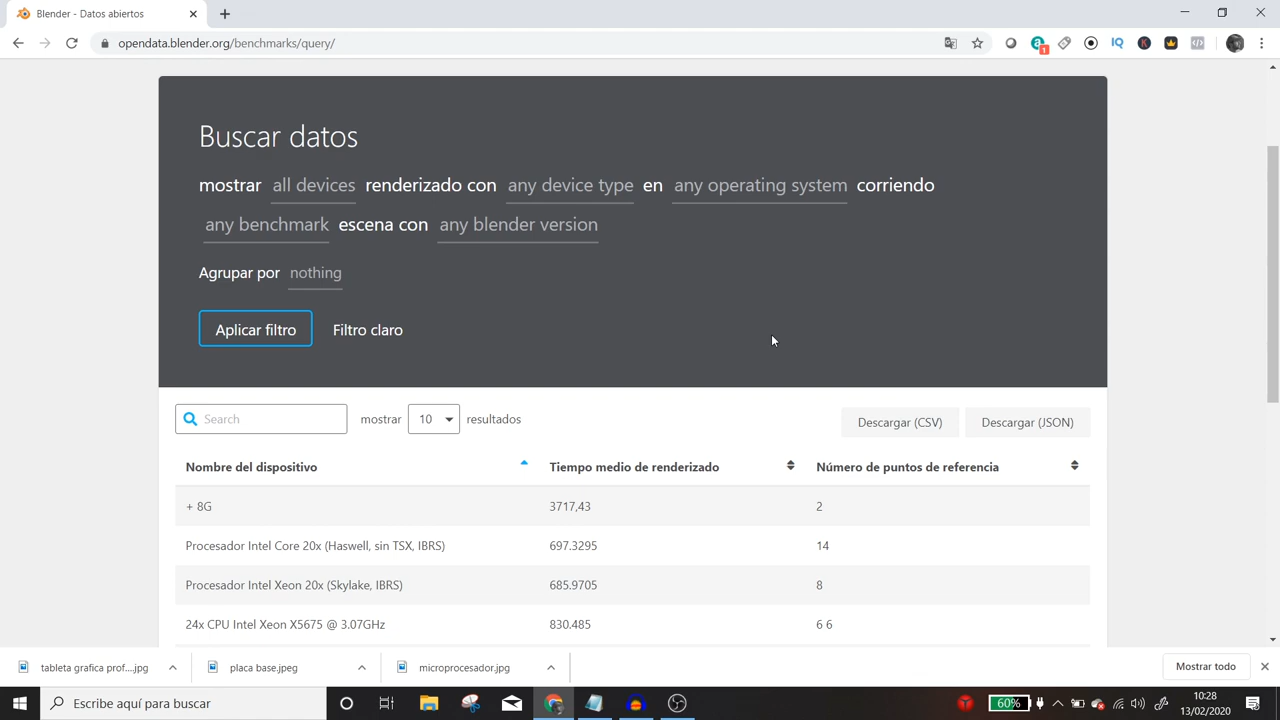 Blender - Datos abiertos
opendata.blender.org/benchmarks/query/
Buscar datos
mostrar all devices renderizado con any device type en any operating system corriendo
any benchmark escena con any blender version
Agrupar por nothing
Aplicar filtro Filtro claro
Search mostrar 10 resultados Descargar (CSV) Descargar (JSON)
Nombre del dispositivo Tiempo medio de renderizado Número de puntos de referencia
+ 8G 3717,43 2
Procesador Intel Core 20x (Haswell, sin TSX, IBRS) 697.3295 14
Procesador Intel Xeon 20x (Skylake, IBRS) 685.9705 8
24x CPU Intel Xeon X5675 @ 3.07GHz 830.485 6 6
tableta grafica prof....jpg placa base.jpeg microprocesador.jpg Mostrar todo
Escribe aquí para buscar 60% 10:28
13/02/2020